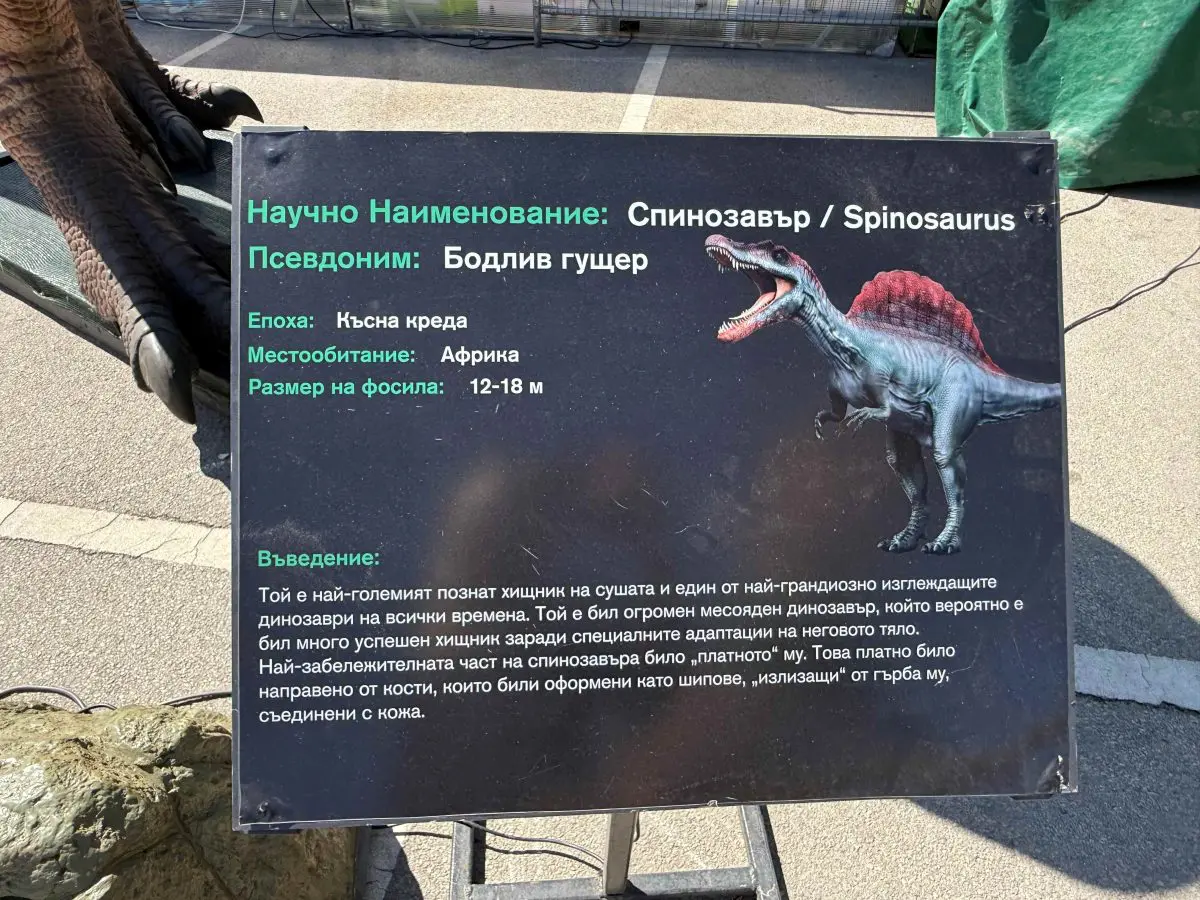 Научно Наименование: Спинозавър / Spinosaurus
Псевдоним: Бодлив гущер
Епоха: Късна креда
Местообитание: Африка
Размер на фосила: 12-18 м
Въведение:
Той е най-големият познат хищник на сушата и един от най-грандиозно изглеждащите
динозаври на всички времена. Той е бил огромен месояден динозавър, който вероятно е
бил много успешен хищник заради специалните адаптации на неговото тяло.
Най-забележителната част на спинозавъра било „платното“ му. Това платно било
направено от кости, които били оформени като шипове, „излизащи“ от гърба му,
съединени с кожа.